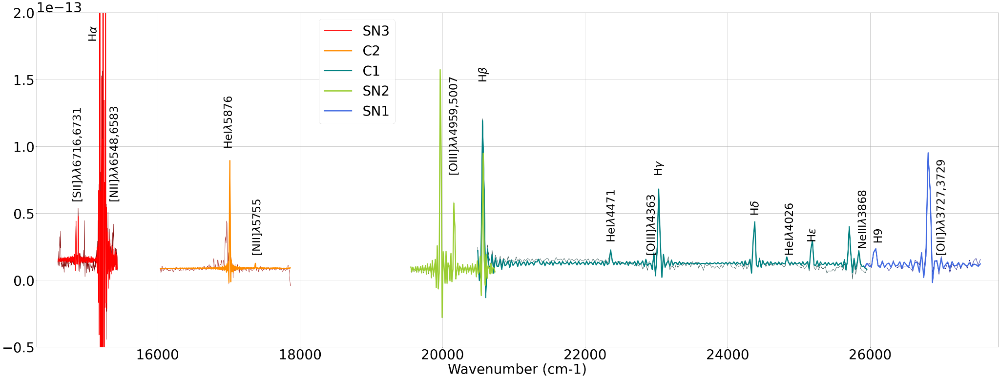 1e−13
2.0
1.5
1.0
0.5
0.0
−0.5
Hα
[SII]λλ6716,6731
[NII]λλ6548,6583
HeIλ5876
[NII]λ5755
SN3
C2
C1
SN2
SN1
[OIII]λλ4959,5007
Hβ
HeIλ4471
[OIII]λ4363
Hγ
Hδ
HeIλ4026
Hε
NeIIIλ3868
H9
[OII]λλ3727,3729
16000
18000
20000
22000
24000
26000
Wavenumber (cm-1)